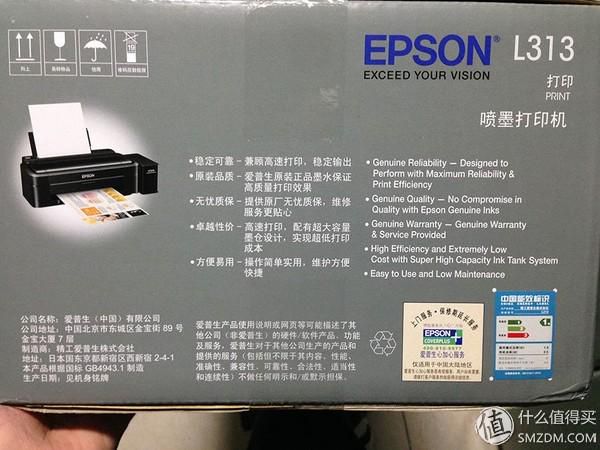 向上
易碎物品
怕雨
堆码层数极限
19
EPSON® L313
EXCEED YOUR VISION
打印
PRINT
喷墨打印机
EPSON
• 稳定可靠 - 兼顾高速打印，稳定输出
• 原装品质 - 爱普生原装正品墨水保证
高质量打印效果
• 无忧质保 - 提供原厂无忧质保，维修
服务更贴心
• 卓越性价 - 高速打印，配有超大容量
墨仓设计，实现超低打印
成本
• 方便易用 - 操作简单实用，维护方便
快捷
• Genuine Reliability — Designed to
Perform with Maximum Reliability &
Print Efficiency
• Genuine Quality — No Compromise in
Quality with Epson Genuine Inks
• Genuine Warranty — Genuine Warranty
& Service Provided
• High Efficiency and Extremely Low
Cost with Super High Capacity Ink Tank System
• Easy to Use and Low Maintenance
公司名称：爱普生（中国）有限公司
公司地址：中国北京市东城区金宝街 89 号
金宝大厦 7 层
制造商：精工爱普生株式会社
地址：日本国东京都新宿区西新宿 2-4-1
本产品根据国际 GB4943.1 制造
生产日期：见机身铭牌
爱普生产品使用说明或网页等可能描述了其他公司
(非爱普生) 的硬件/软件产品、功能或服务。
爱普生对于其他公司生产的产品和
提供的服务 (包括但不限于其内容、性能、
准确性、兼容性、可靠性、合法性、适当性
和连续性) 不做任何明示和/或默示担保。
上门服务·保修期延长服务
EPSON
COVERPLUS
爱普生心加心服务
仅适用于中国大陆地区
中国能效标识
1
值 什么值得买
SMZDM.COM